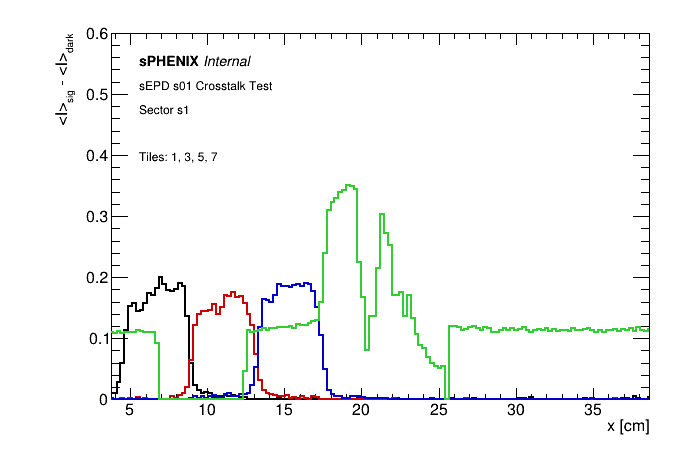 0.6
<I>sig - <I>dark
sPHENIX Internal
sEPD s01 Crosstalk Test
0.5
Sector s1
0.4
Tiles: 1, 3, 5, 7
0.3
0.2
0.1
0
5 10 15 20 25 30 35
x [cm]